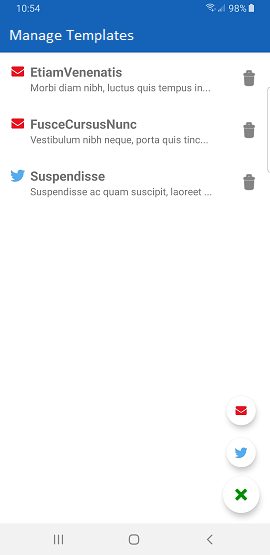 10:54
98%
Manage Templates
EtiamVenenatis
Morbi diam nibh, luctus quis tempus in...
FusceCursusNunc
Vestibulum nibh neque, porta quis tinc...
Suspendisse
Suspendisse ac quam suscipit, laoreet ...